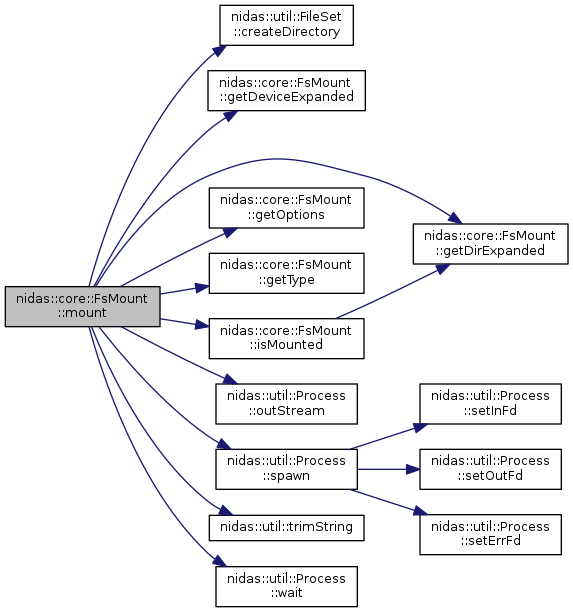 nidas::util::FileSet
::createDirectory
nidas::core::FsMount
::getDeviceExpanded
nidas::core::FsMount
::getOptions
nidas::core::FsMount
::getDirExpanded
nidas::core::FsMount
::getType
nidas::core::FsMount
::mount
nidas::core::FsMount
::isMounted
nidas::util::Process
::outStream
nidas::util::Process
::setInFd
nidas::util::Process
::spawn
nidas::util::Process
::setOutFd
nidas::util::trimString
nidas::util::Process
::setErrFd
nidas::util::Process
::wait